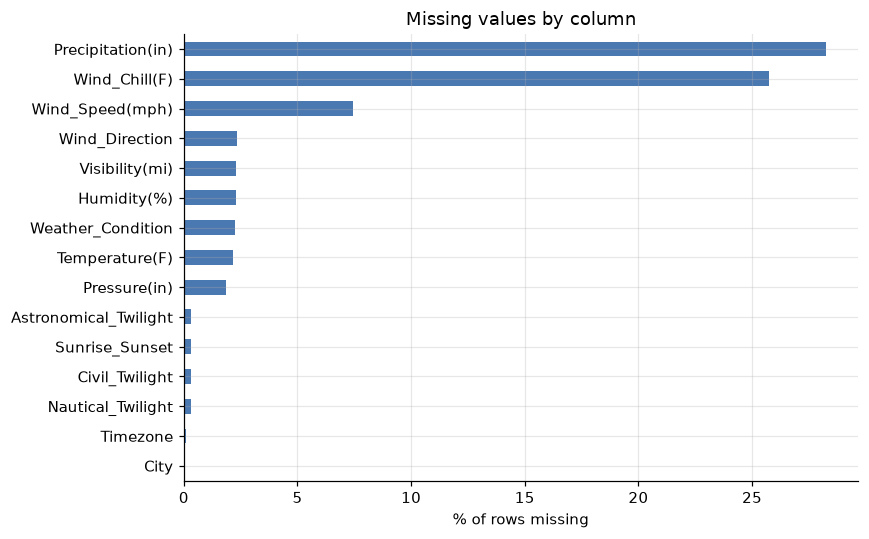 Missing values by column
Precipitation(in)
Wind_Chill(F)
Wind_Speed(mph)
Wind_Direction
Visibility(mi)
Humidity(%)
Weather_Condition
Temperature(F)
Pressure(in)
Astronomical_Twilight
Sunrise_Sunset
Civil_Twilight
Nautical_Twilight
Timezone
City
0 5 10 15 20 25
% of rows missing